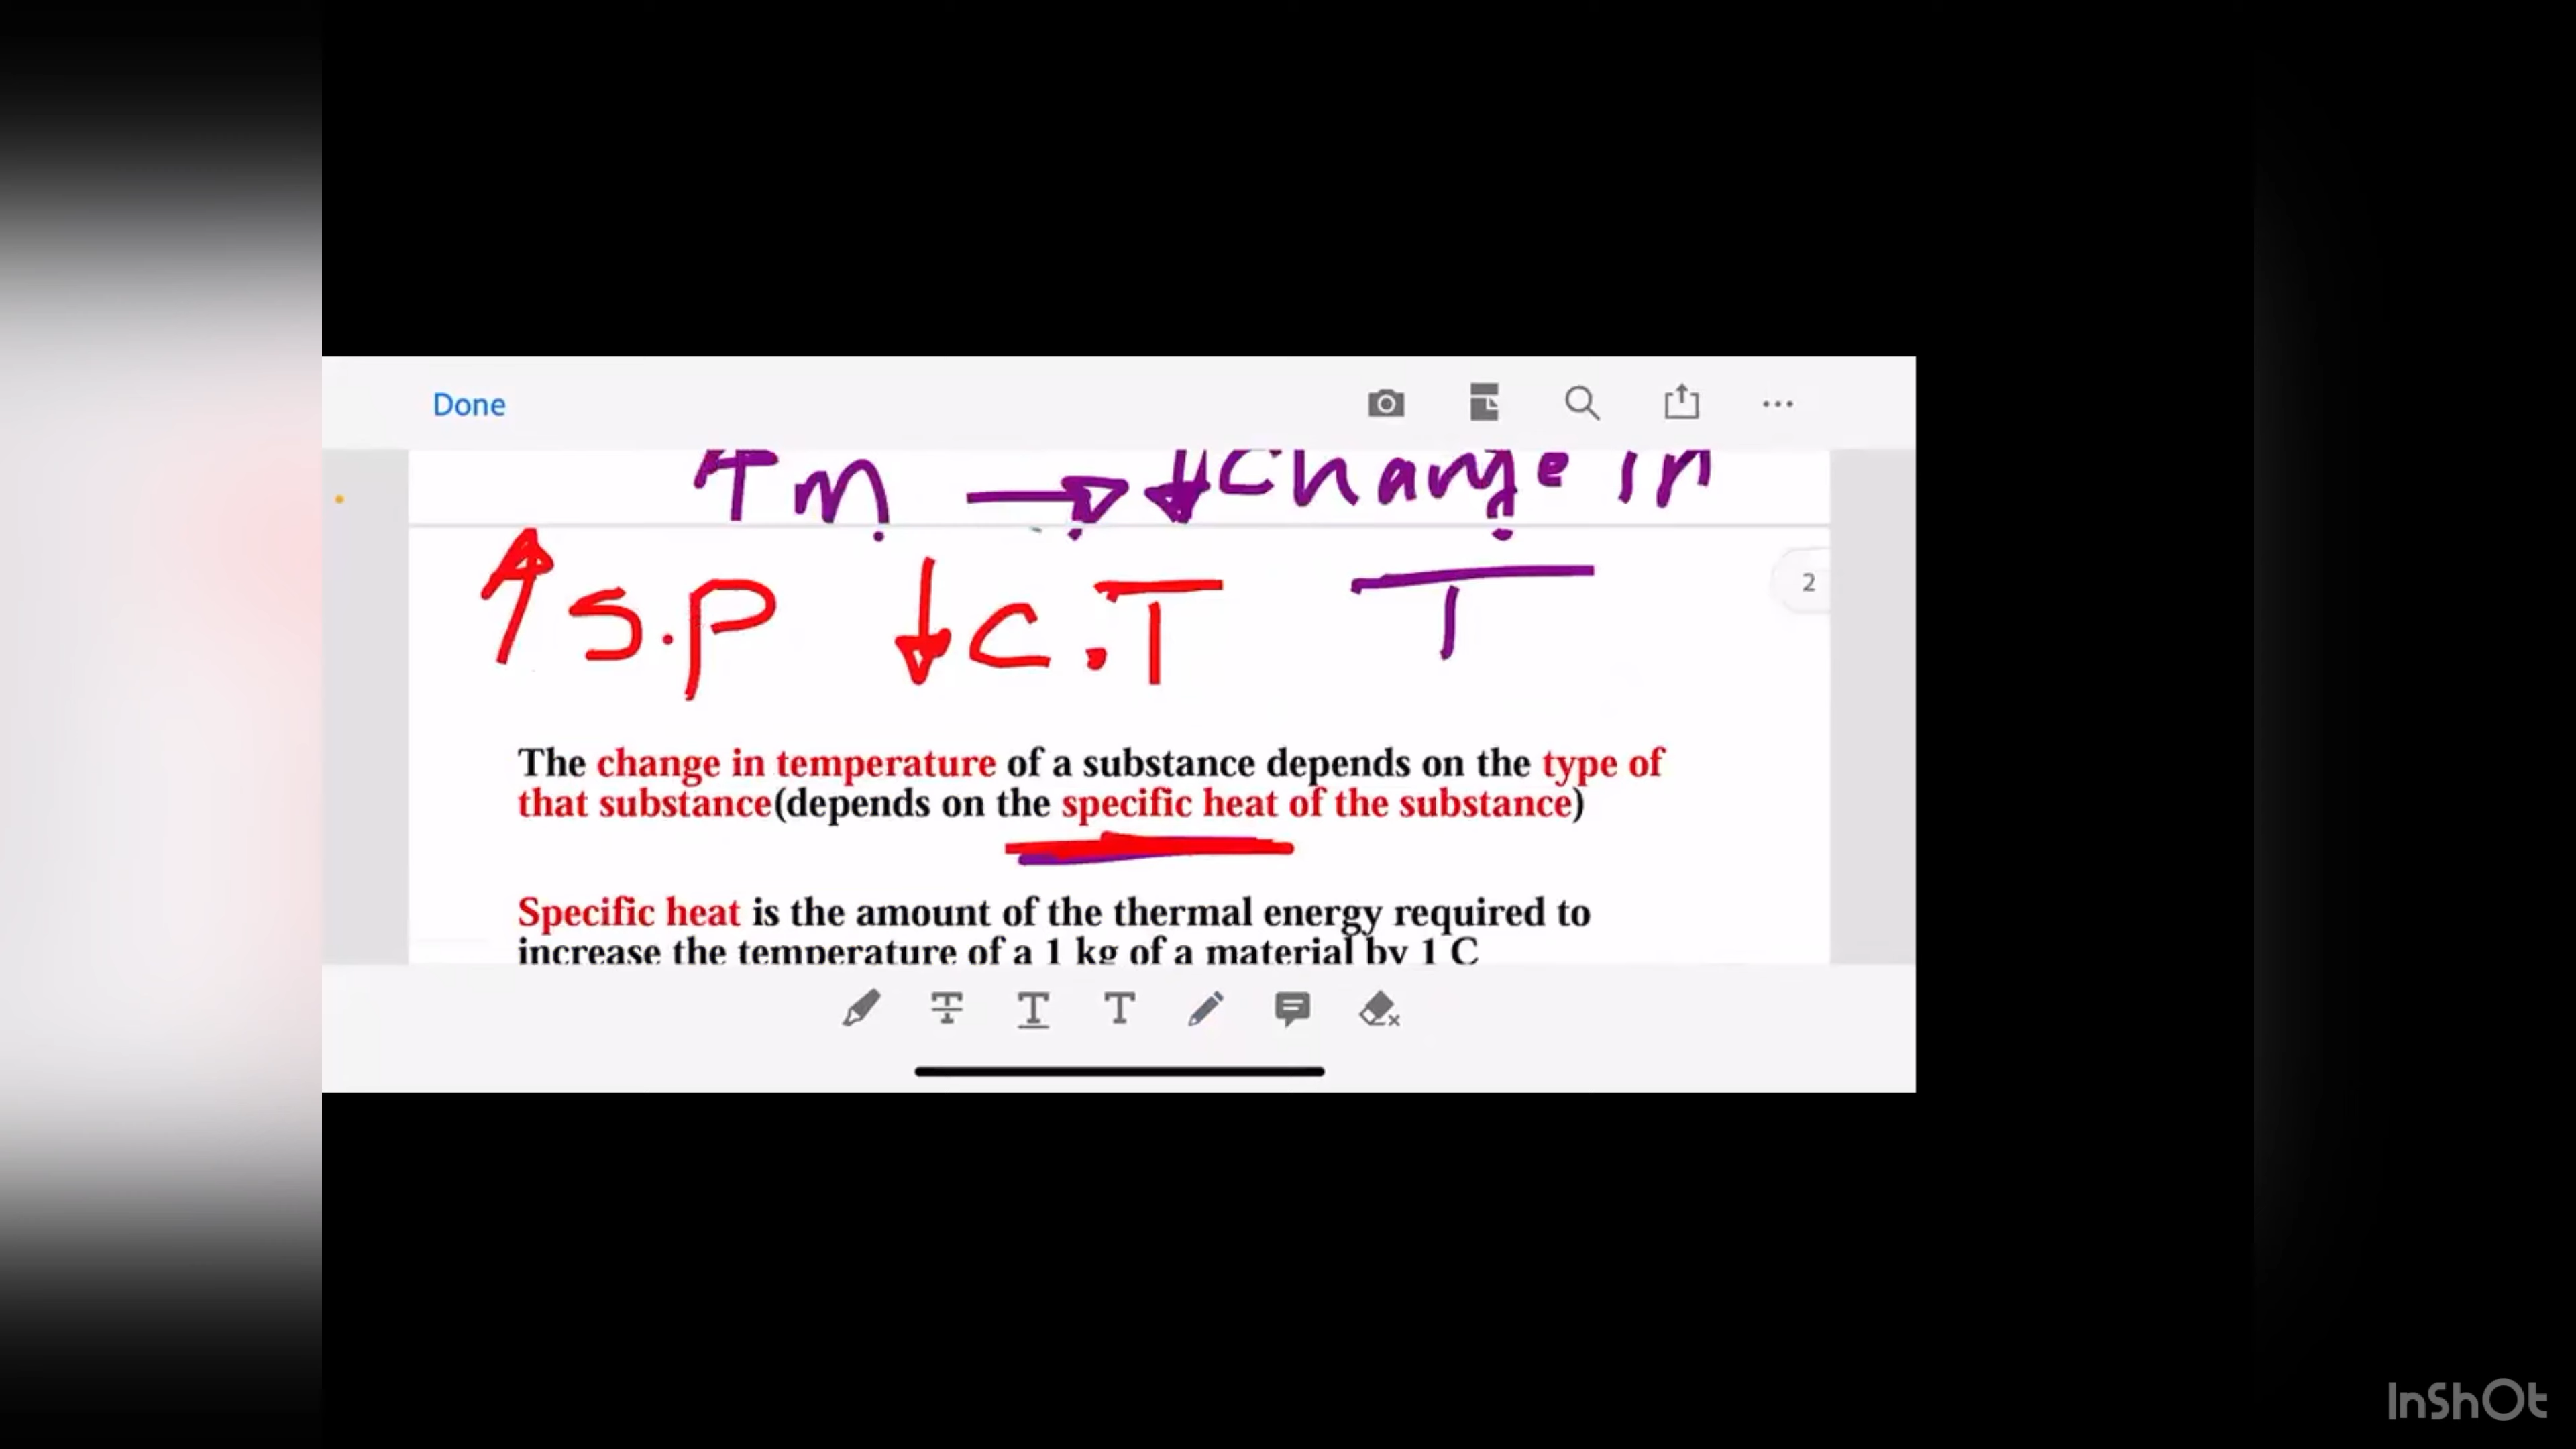 Done
↑ m → ↓ change in
↑ S.P ↓ C.T T
2
The change in temperature of a substance depends on the type of
that substance(depends on the specific heat of the substance)
Specific heat is the amount of the thermal energy required to
increase the temperature of a 1 kg of a material by 1 C
InShOt